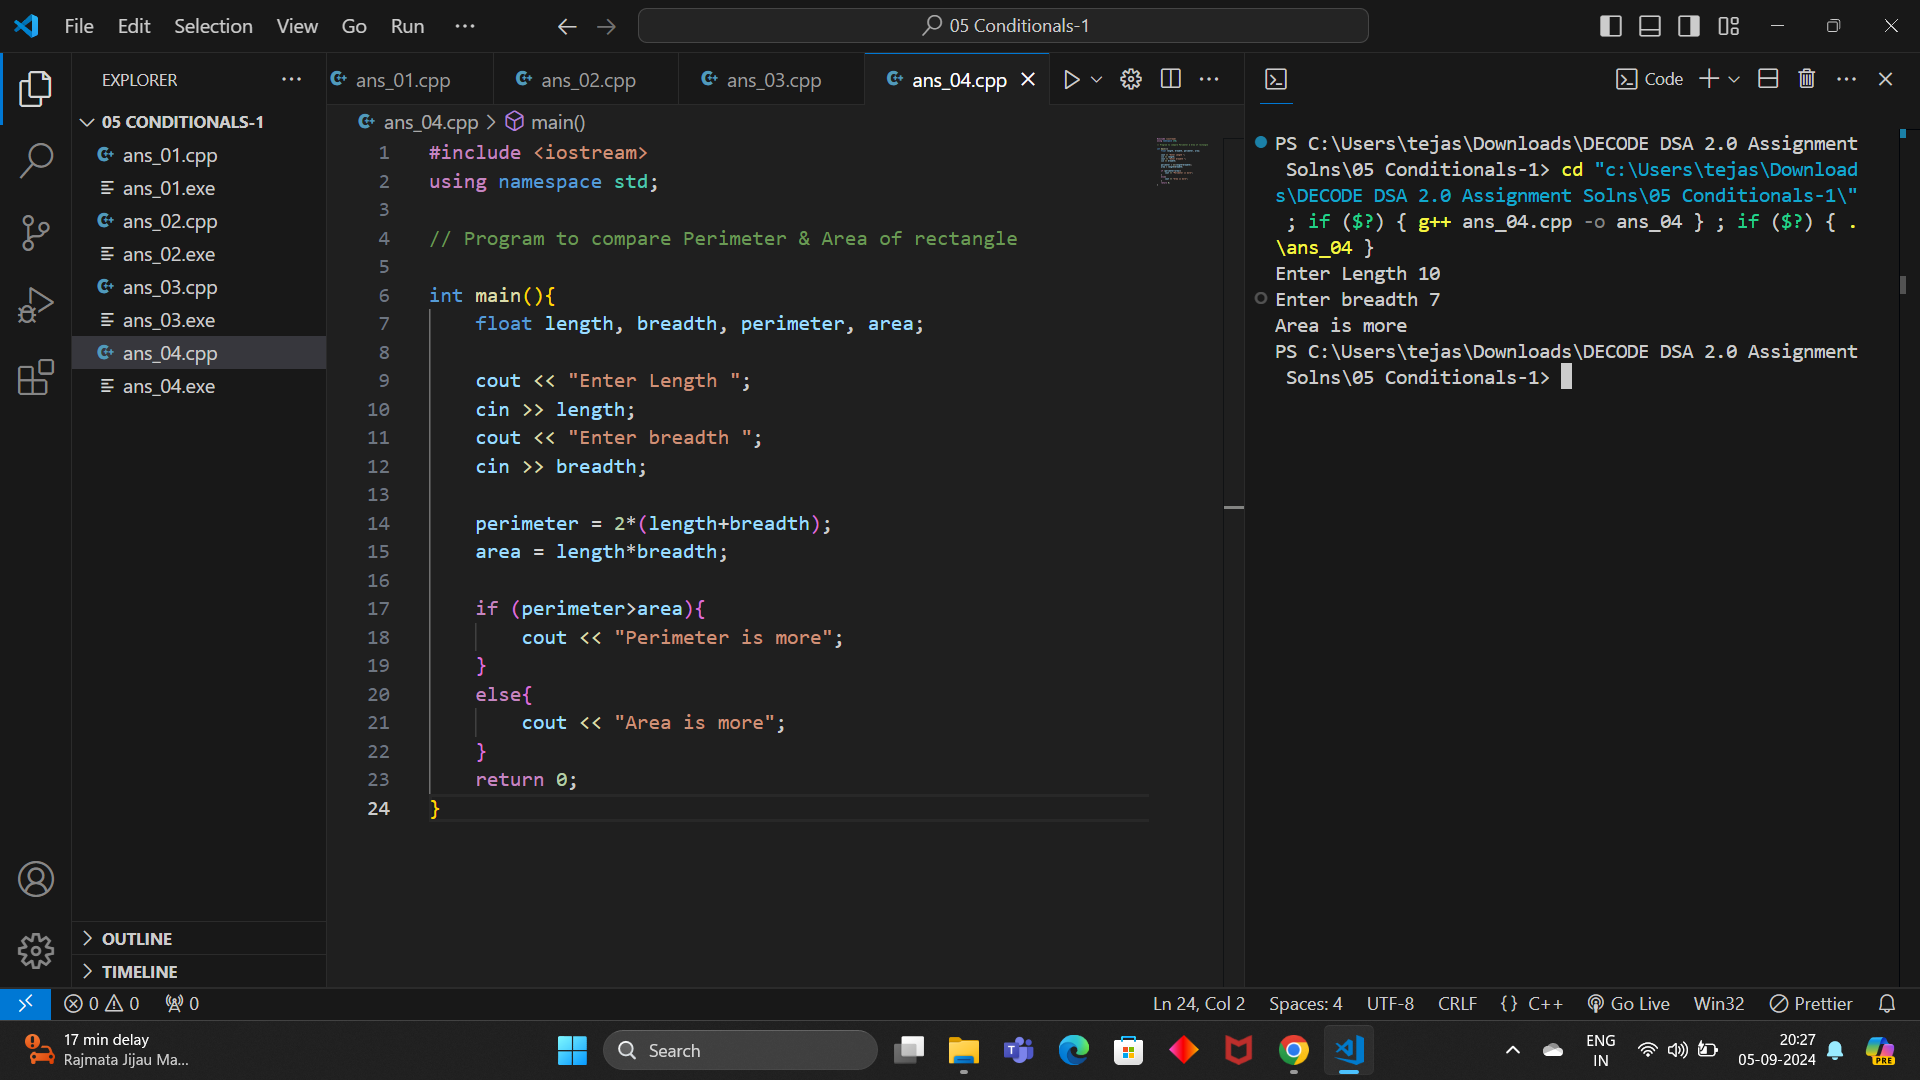 File Edit Selection View Go Run ···
05 Conditionals-1
EXPLORER ···
05 CONDITIONALS-1
ans_01.cpp
ans_01.exe
ans_02.cpp
ans_02.exe
ans_03.cpp
ans_03.exe
ans_04.cpp
ans_04.exe
OUTLINE
TIMELINE
ans_01.cpp ans_02.cpp ans_03.cpp ans_04.cpp
ans_04.cpp > main()
1 #include <iostream>
2 using namespace std;
3
4 // Program to compare Perimeter & Area of rectangle
5
6 int main(){
7 float length, breadth, perimeter, area;
8
9 cout << "Enter Length ";
10 cin >> length;
11 cout << "Enter breadth ";
12 cin >> breadth;
13
14 perimeter = 2*(length+breadth);
15 area = length*breadth;
16
17 if (perimeter>area){
18 cout << "Perimeter is more";
19 }
20 else{
21 cout << "Area is more";
22 }
23 return 0;
24 }
Code
PS C:\Users\tejas\Downloads\DECODE DSA 2.0 Assignment
Solns\05 Conditionals-1> cd "c:\Users\tejas\Download
s\DECODE DSA 2.0 Assignment Solns\05 Conditionals-1\"
; if ($?) { g++ ans_04.cpp -o ans_04 } ; if ($?) { .
\ans_04 }
Enter Length 10
Enter breadth 7
Area is more
PS C:\Users\tejas\Downloads\DECODE DSA 2.0 Assignment
Solns\05 Conditionals-1>
0 0 0 Ln 24, Col 2 Spaces: 4 UTF-8 CRLF {} C++ Go Live Win32 Prettier
17 min delay
Rajmata Jijau Ma...
Search
ENG
IN
20:27
05-09-2024
PRE